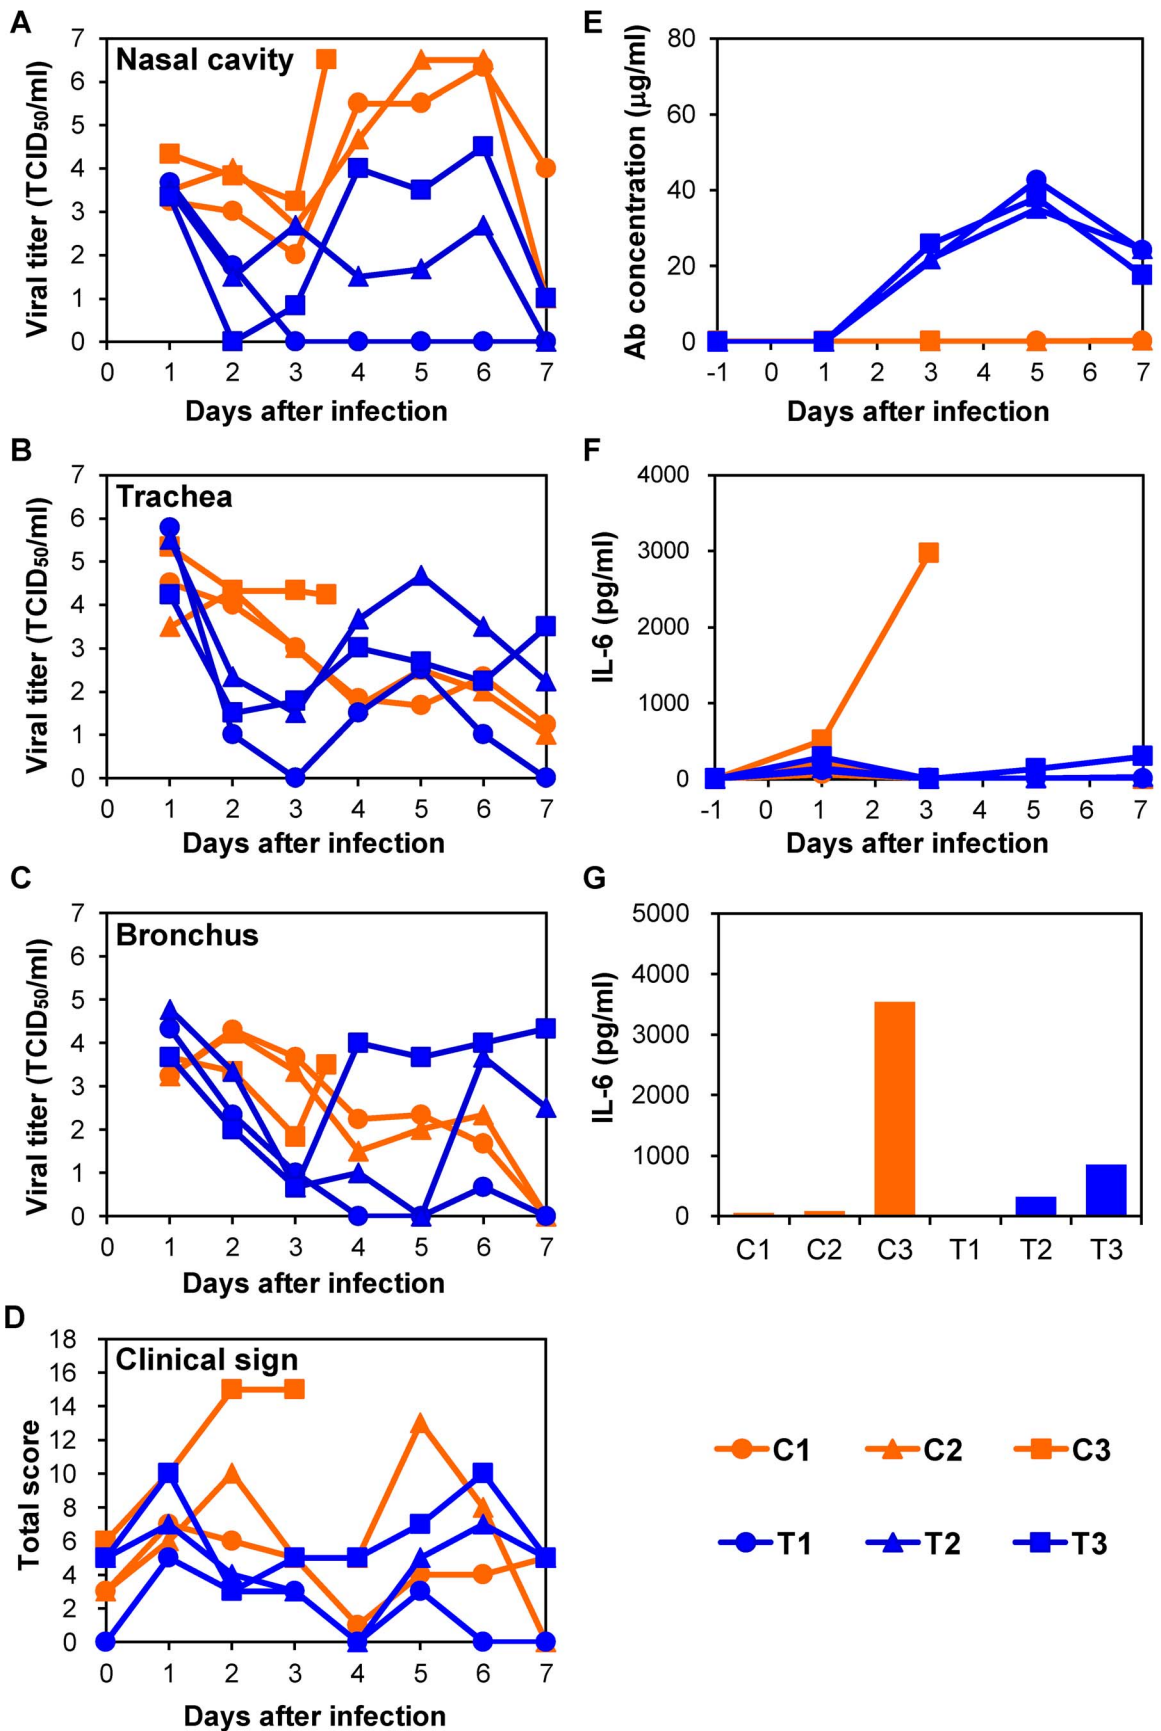 A
Nasal cavity
Viral titer (TCID50/ml)
7
6
5
4
3
2
1
0
0 1 2 3 4 5 6 7
Days after infection
B
Trachea
Viral titer (TCID50/ml)
7
6
5
4
3
2
1
0
0 1 2 3 4 5 6 7
Days after infection
C
Bronchus
Viral titer (TCID50/ml)
7
6
5
4
3
2
1
0
0 1 2 3 4 5 6 7
Days after infection
D
Clinical sign
Total score
18
16
14
12
10
8
6
4
2
0
0 1 2 3 4 5 6 7
Days after infection
E
Ab concentration (μg/ml)
80
60
40
20
0
-1 0 1 2 3 4 5 6 7
Days after infection
F
IL-6 (pg/ml)
4000
3000
2000
1000
0
-1 0 1 2 3 4 5 6 7
Days after infection
G
IL-6 (pg/ml)
5000
4000
3000
2000
1000
0
C1 C2 C3 T1 T2 T3
C1 C2 C3
T1 T2 T3